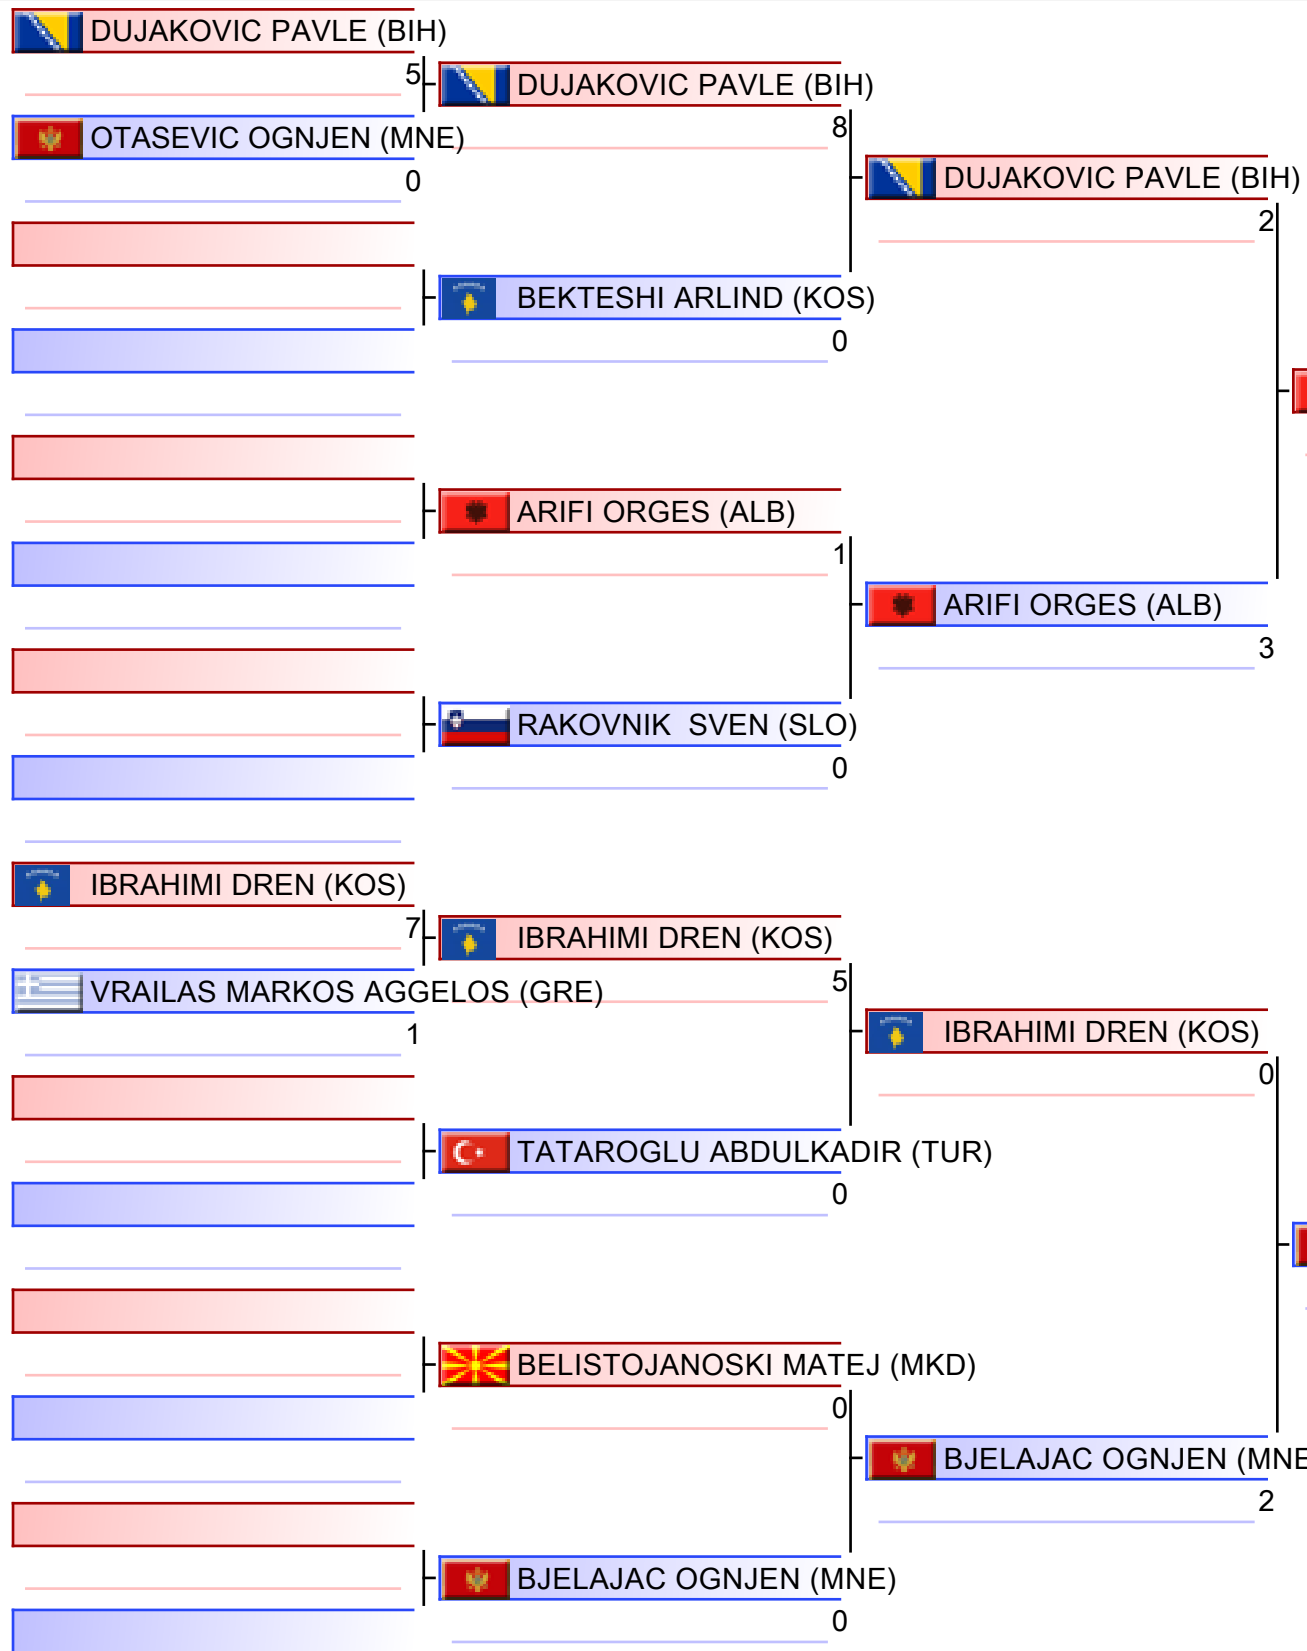 DUJAKOVIC PAVLE (BIH)
5
OTASEVIC OGNJEN (MNE)
0
IBRAHIMI DREN (KOS)
7
VRAILAS MARKOS AGGELOS (GRE)
1
DUJAKOVIC PAVLE (BIH)
8
BEKTESHI ARLIND (KOS)
0
ARIFI ORGES (ALB)
1
RAKOVNIK  SVEN (SLO)
0
IBRAHIMI DREN (KOS)
5
TATAROGLU ABDULKADIR (TUR)
0
BELISTOJANOSKI MATEJ (MKD)
0
BJELAJAC OGNJEN (MNE)
0
DUJAKOVIC PAVLE (BIH)
2
ARIFI ORGES (ALB)
3
IBRAHIMI DREN (KOS)
0
BJELAJAC OGNJEN (MNE
2